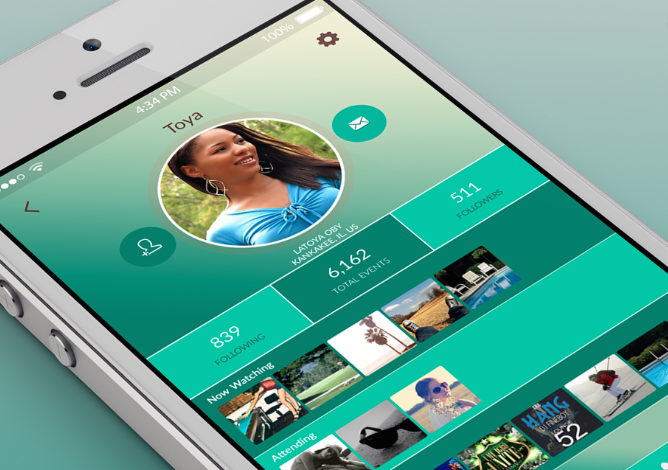 100%
4:34 PM
Toya
LATOYA OBY
KANKAKEE, IL, US
511
FOLLOWERS
6,162
TOTAL EVENTS
839
FOLLOWING
Now Watching
Attending
HANG
52